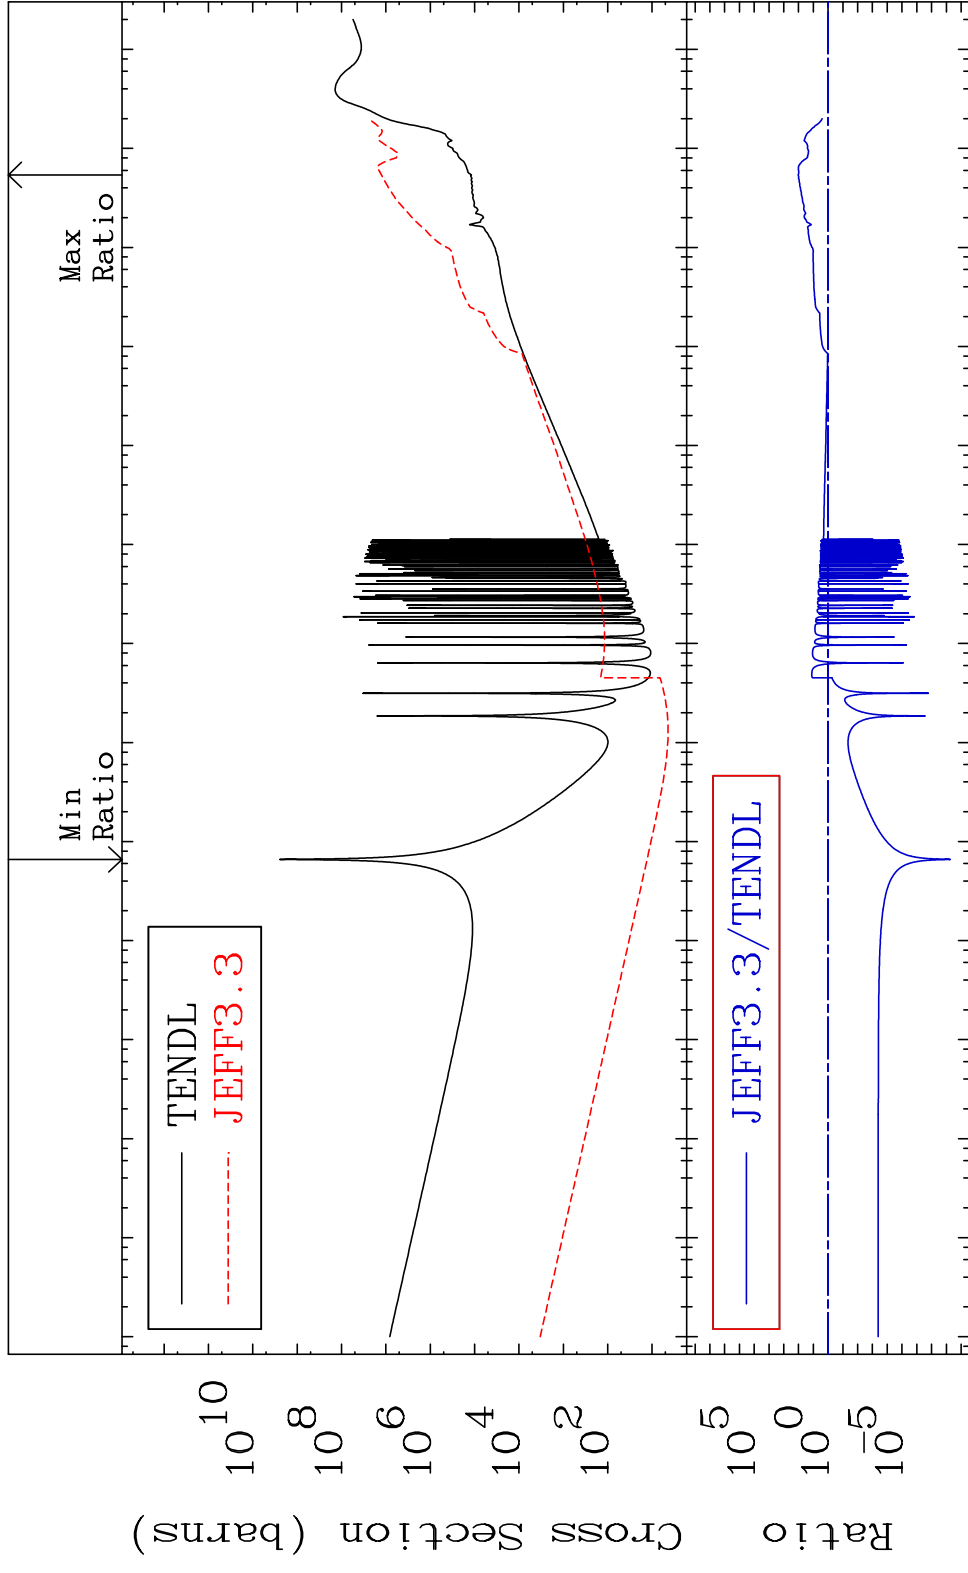 Min
Ratio
Max
Ratio
10^10
10^8
10^6
10^4
10^2
Cross Section (barns)
TENDL
JEFF3.3
10^5
10^0
10^-5
Ratio
JEFF3.3/TENDL